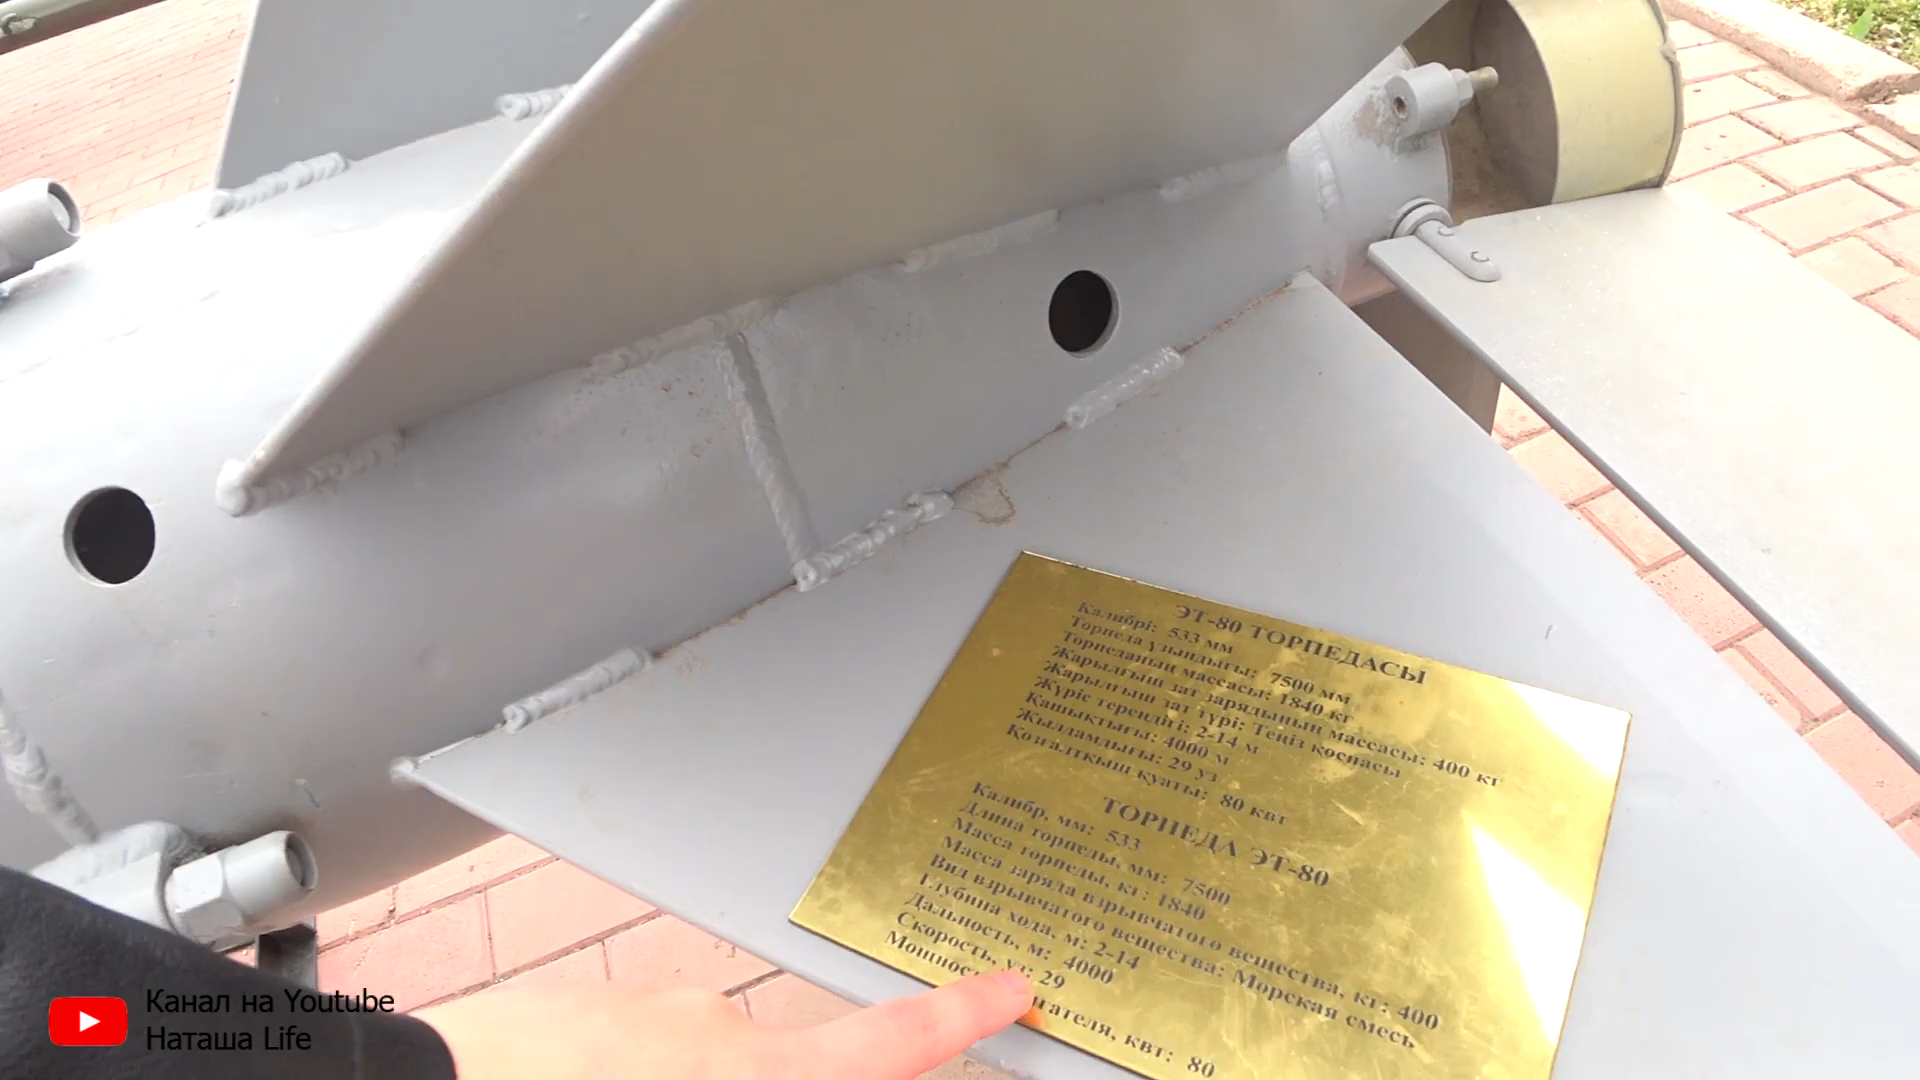 ЭТ-80 ТОРПЕДАСЫ
Калибрі: 533 мм
Торпеда ұзындығы: 7500 мм
Торпеданың массасы: 1840 кг
Жарылғыш зат зарядының массасы: 400 кг
Жарылғыш зат түрі: Теңіз қоспасы
Жүріс тереңдігі: 2-14 м
Қашықтығы: 4000 м
Жылдамдығы: 29 уз
Қозғалтқыш қуаты: 80 квт
ТОРПЕДА ЭТ-80
Калибр, мм: 533
Длина торпеды, мм: 7500
Масса торпеды, кг: 1840
Масса заряда взрывчатого вещества, кг: 400
Вид взрывчатого вещества: Морская смесь
Глубина хода, м: 2-14
Дальность, м: 4000
Скорость, уз: 29
квт: 80
Канал на Youtube
Наташа Life